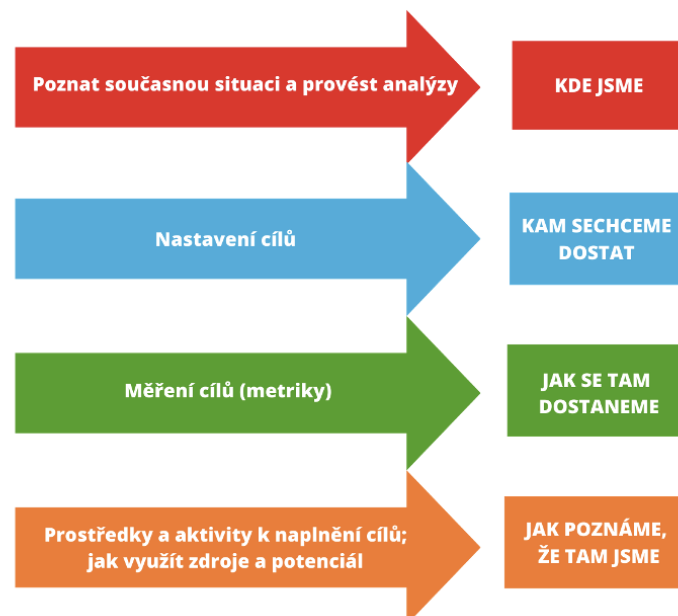 Poznat současnou situaci a provést analýzy
KDE JSME
Nastavení cílů
KAM SECHCEME
DOSTAT
Měření cílů (metriky)
JAK SE TAM
DOSTANEME
Prostředky a aktivity k naplnění cílů;
jak využít zdroje a potenciál
JAK POZNÁME,
ŽE TAM JSME